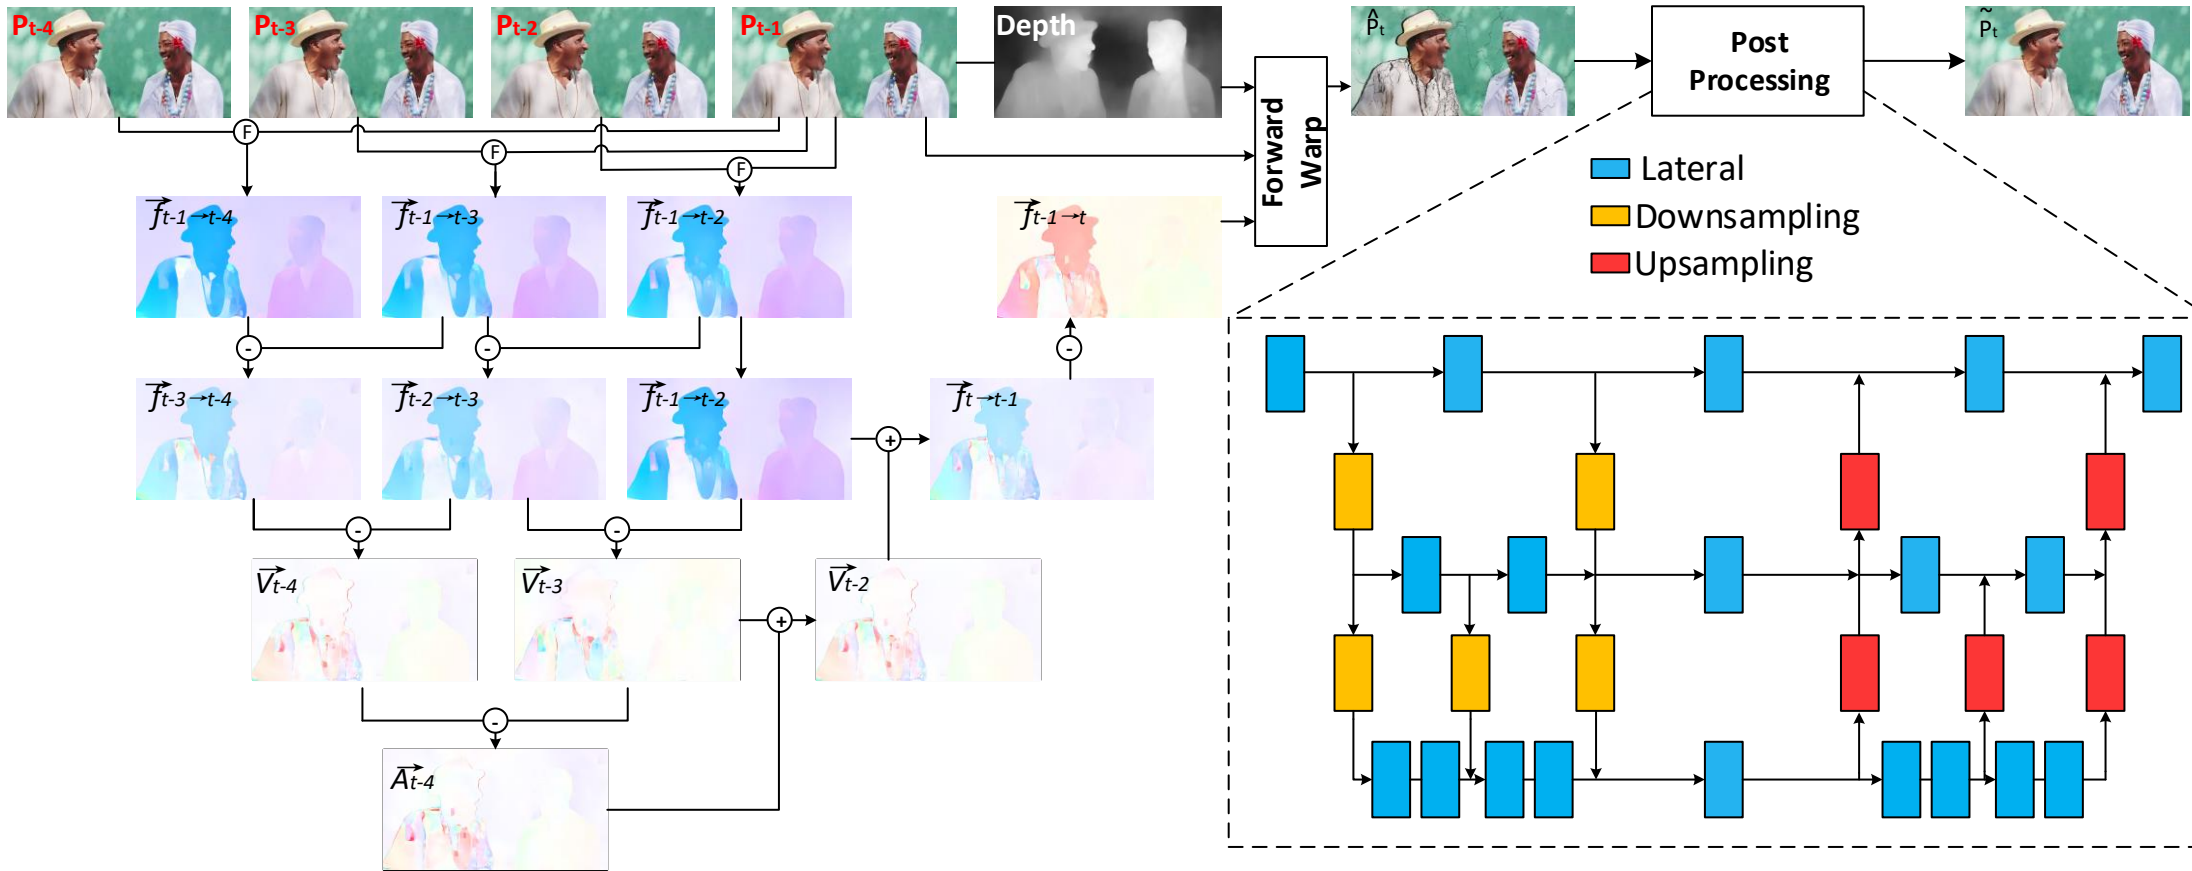 Pt-4
Pt-3
Pt-2
Pt-1
Depth
P̂t
Post
Processing
P̃t
F
F
F
Forward
Warp
Lateral
Downsampling
Upsampling
f⃗t-1→t-4
f⃗t-1→t-3
f⃗t-1→t-2
f⃗t-1→t
-
-
-
f⃗t-3→t-4
f⃗t-2→t-3
f⃗t-1→t-2
f⃗t→t-1
+
-
-
V⃗t-4
V⃗t-3
V⃗t-2
+
-
A⃗t-4